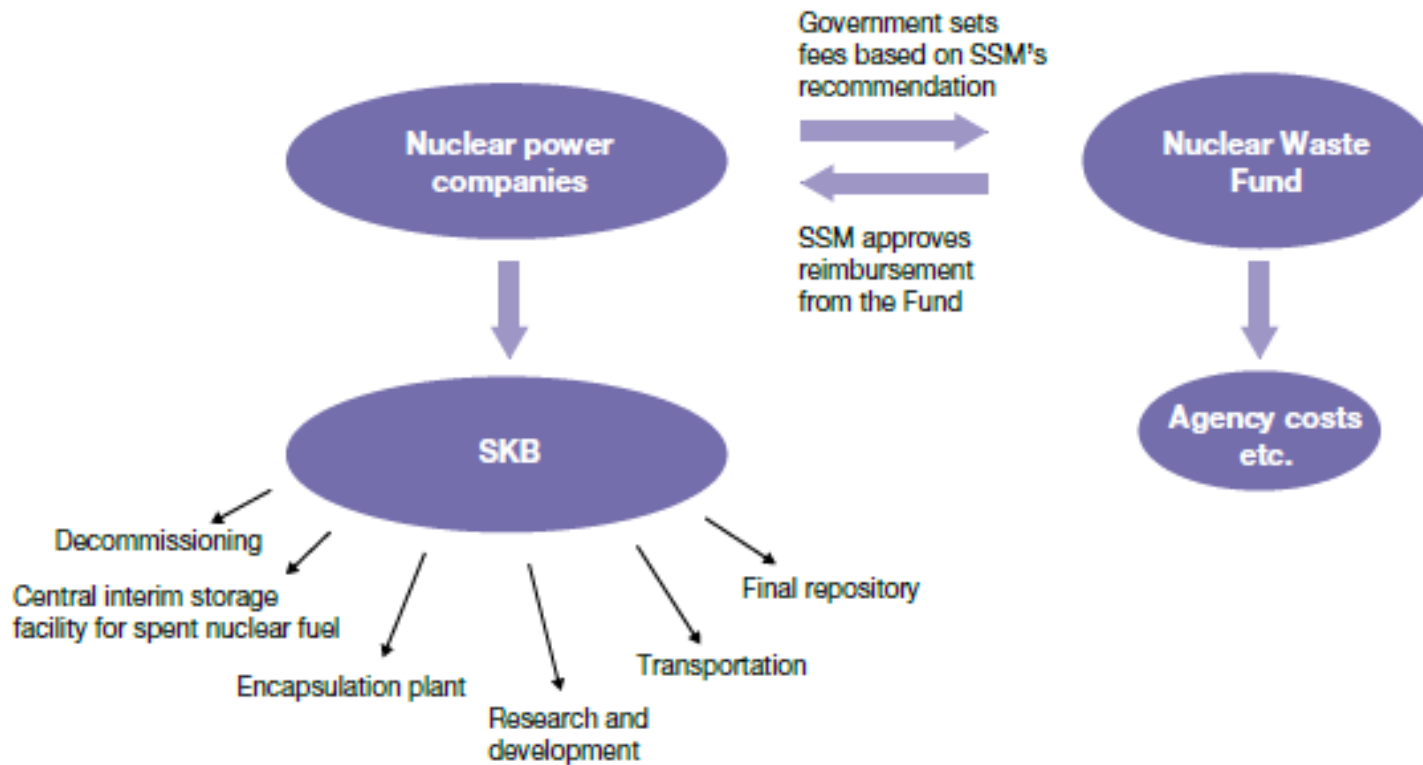 Government sets
fees based on SSM's
recommendation
Nuclear power
companies
Nuclear Waste
Fund
SSM approves
reimbursement
from the Fund
SKB
Agency costs
etc.
Decommissioning
Central interim storage
facility for spent nuclear fuel
Encapsulation plant
Research and
development
Transportation
Final repository